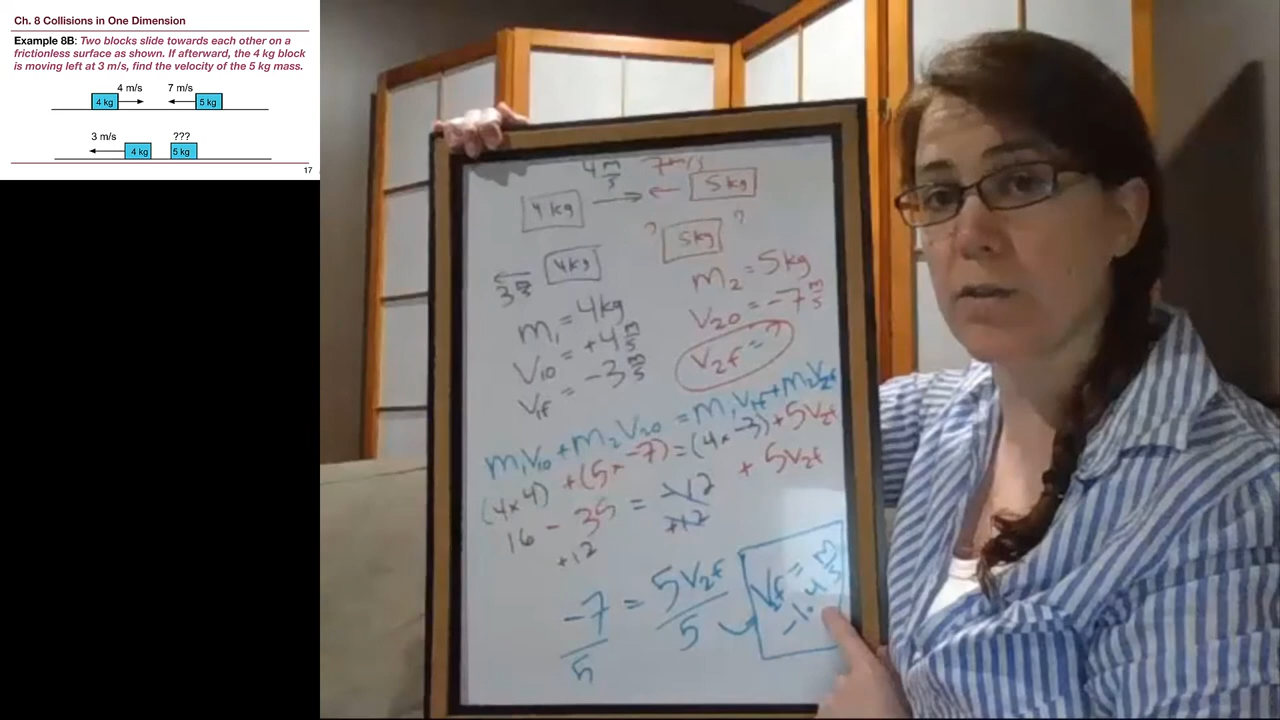 Ch. 8 Collisions in One Dimension
Example 8B: Two blocks slide towards each other on a
frictionless surface as shown. If afterward, the 4 kg block
is moving left at 3 m/s, find the velocity of the 5 kg mass.
4 m/s 7 m/s
4 kg 5 kg
3 m/s ???
4 kg 5 kg
17
4 m/s 7 m/s
4 kg 5 kg
? 5 kg ?
4 kg
3 m/s
m₁ = 4 kg
V₁₀ = +4 m/s
V₁f = -3 m/s
m₂ = 5 kg
V₂₀ = -7 m/s
V₂f = ?
m₁V₁₀ + m₂V₂₀ = m₁V₁f + m₂V₂f
(4 × 4) + (5 × -7) = (4 × -3) + 5V₂f
16 - 35 = -12 + 5V₂f
+12 +12
-7/5 = 5V₂f/5
V₂f = -1.4 m/s